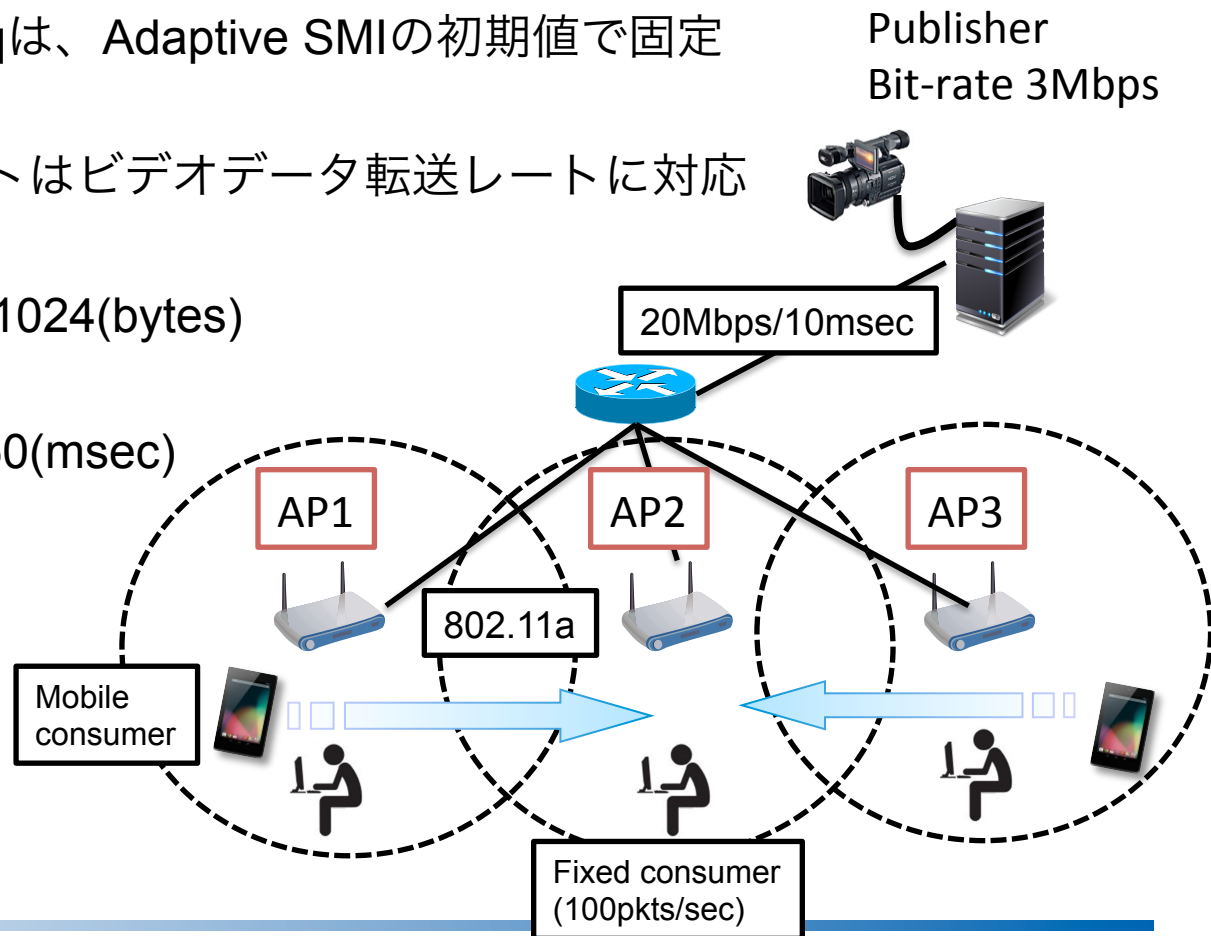 は、Adaptive SMIの初期値で固定
トはビデオデータ転送レートに対応
1024(bytes)
0(msec)
Publisher
Bit-rate 3Mbps
20Mbps/10msec
AP1
AP2
AP3
802.11a
Mobile
consumer
Fixed consumer
(100pkts/sec)